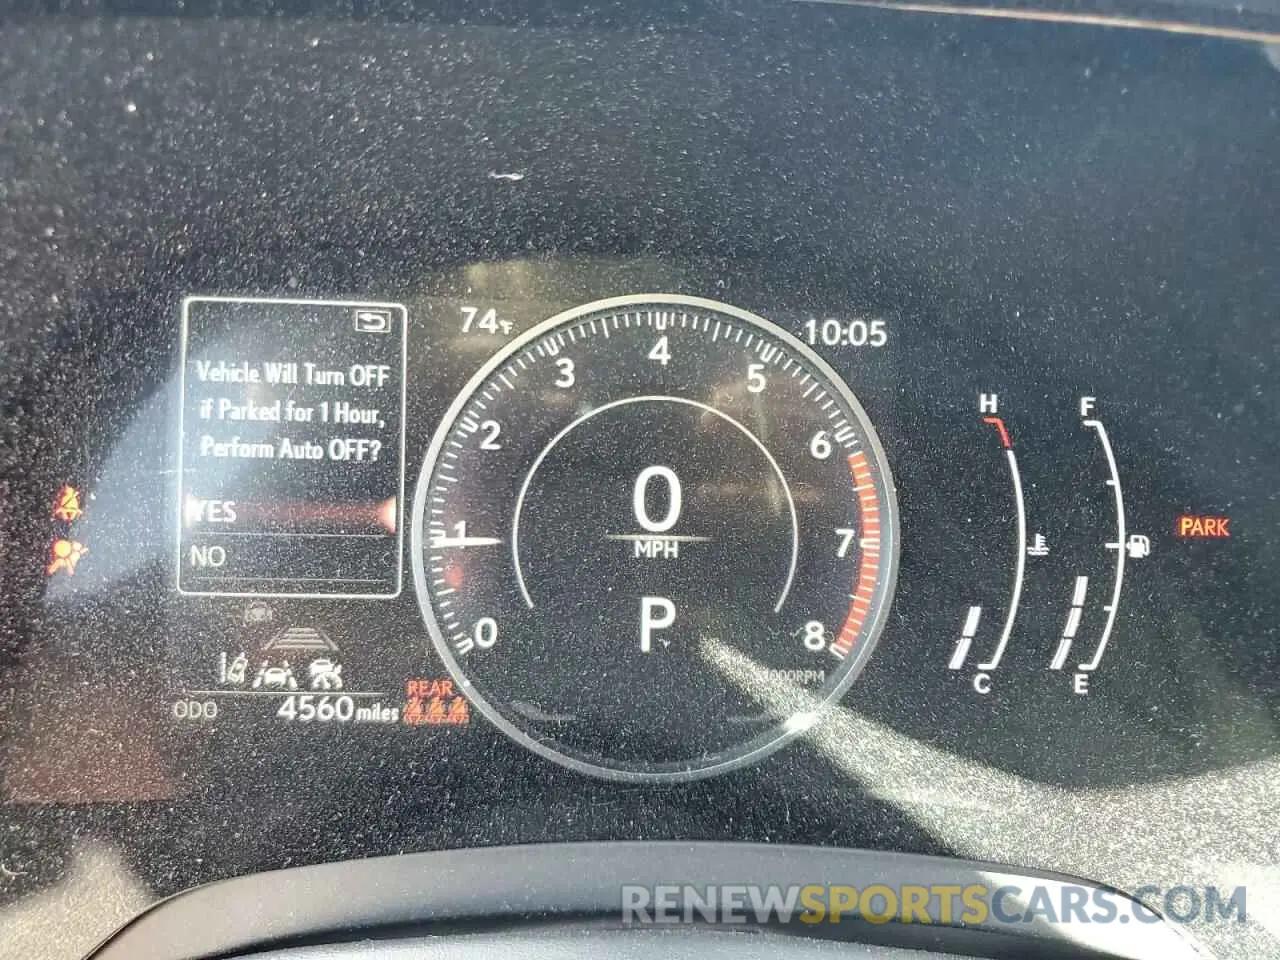 Vehicle Will Turn OFF
if Parked for 1 Hour,
Perform Auto OFF?
YES
NO
74°F
10:05
0
1
2
3
4
5
6
7
8
0
MPH
P
H
C
F
E
PARK
REAR
ODO 4560 miles
RENEWSPORTSCARS.COM